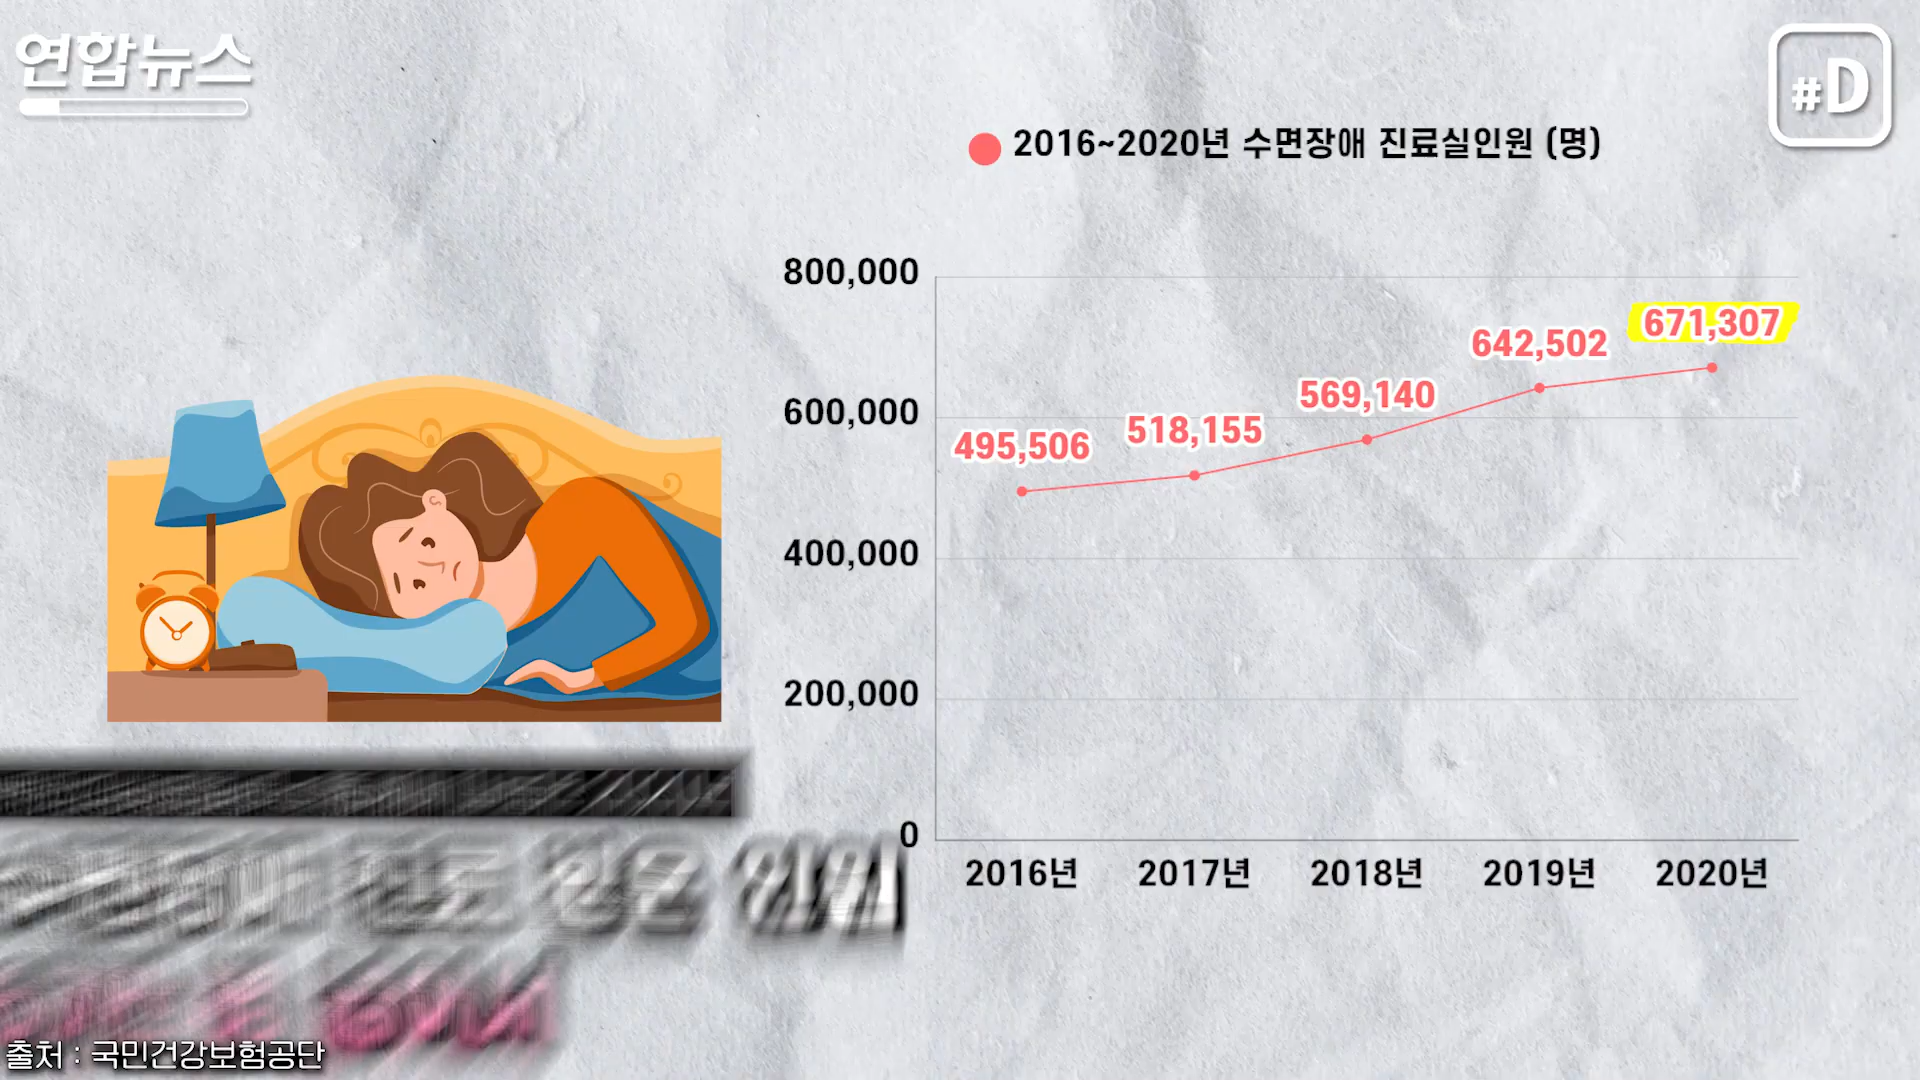 연합뉴스
#D
2016~2020년 수면장애 진료실인원 (명)
800,000
600,000
400,000
200,000
0
495,506
518,155
569,140
642,502
671,307
2016년
2017년
2018년
2019년
2020년
출처 : 국민건강보험공단